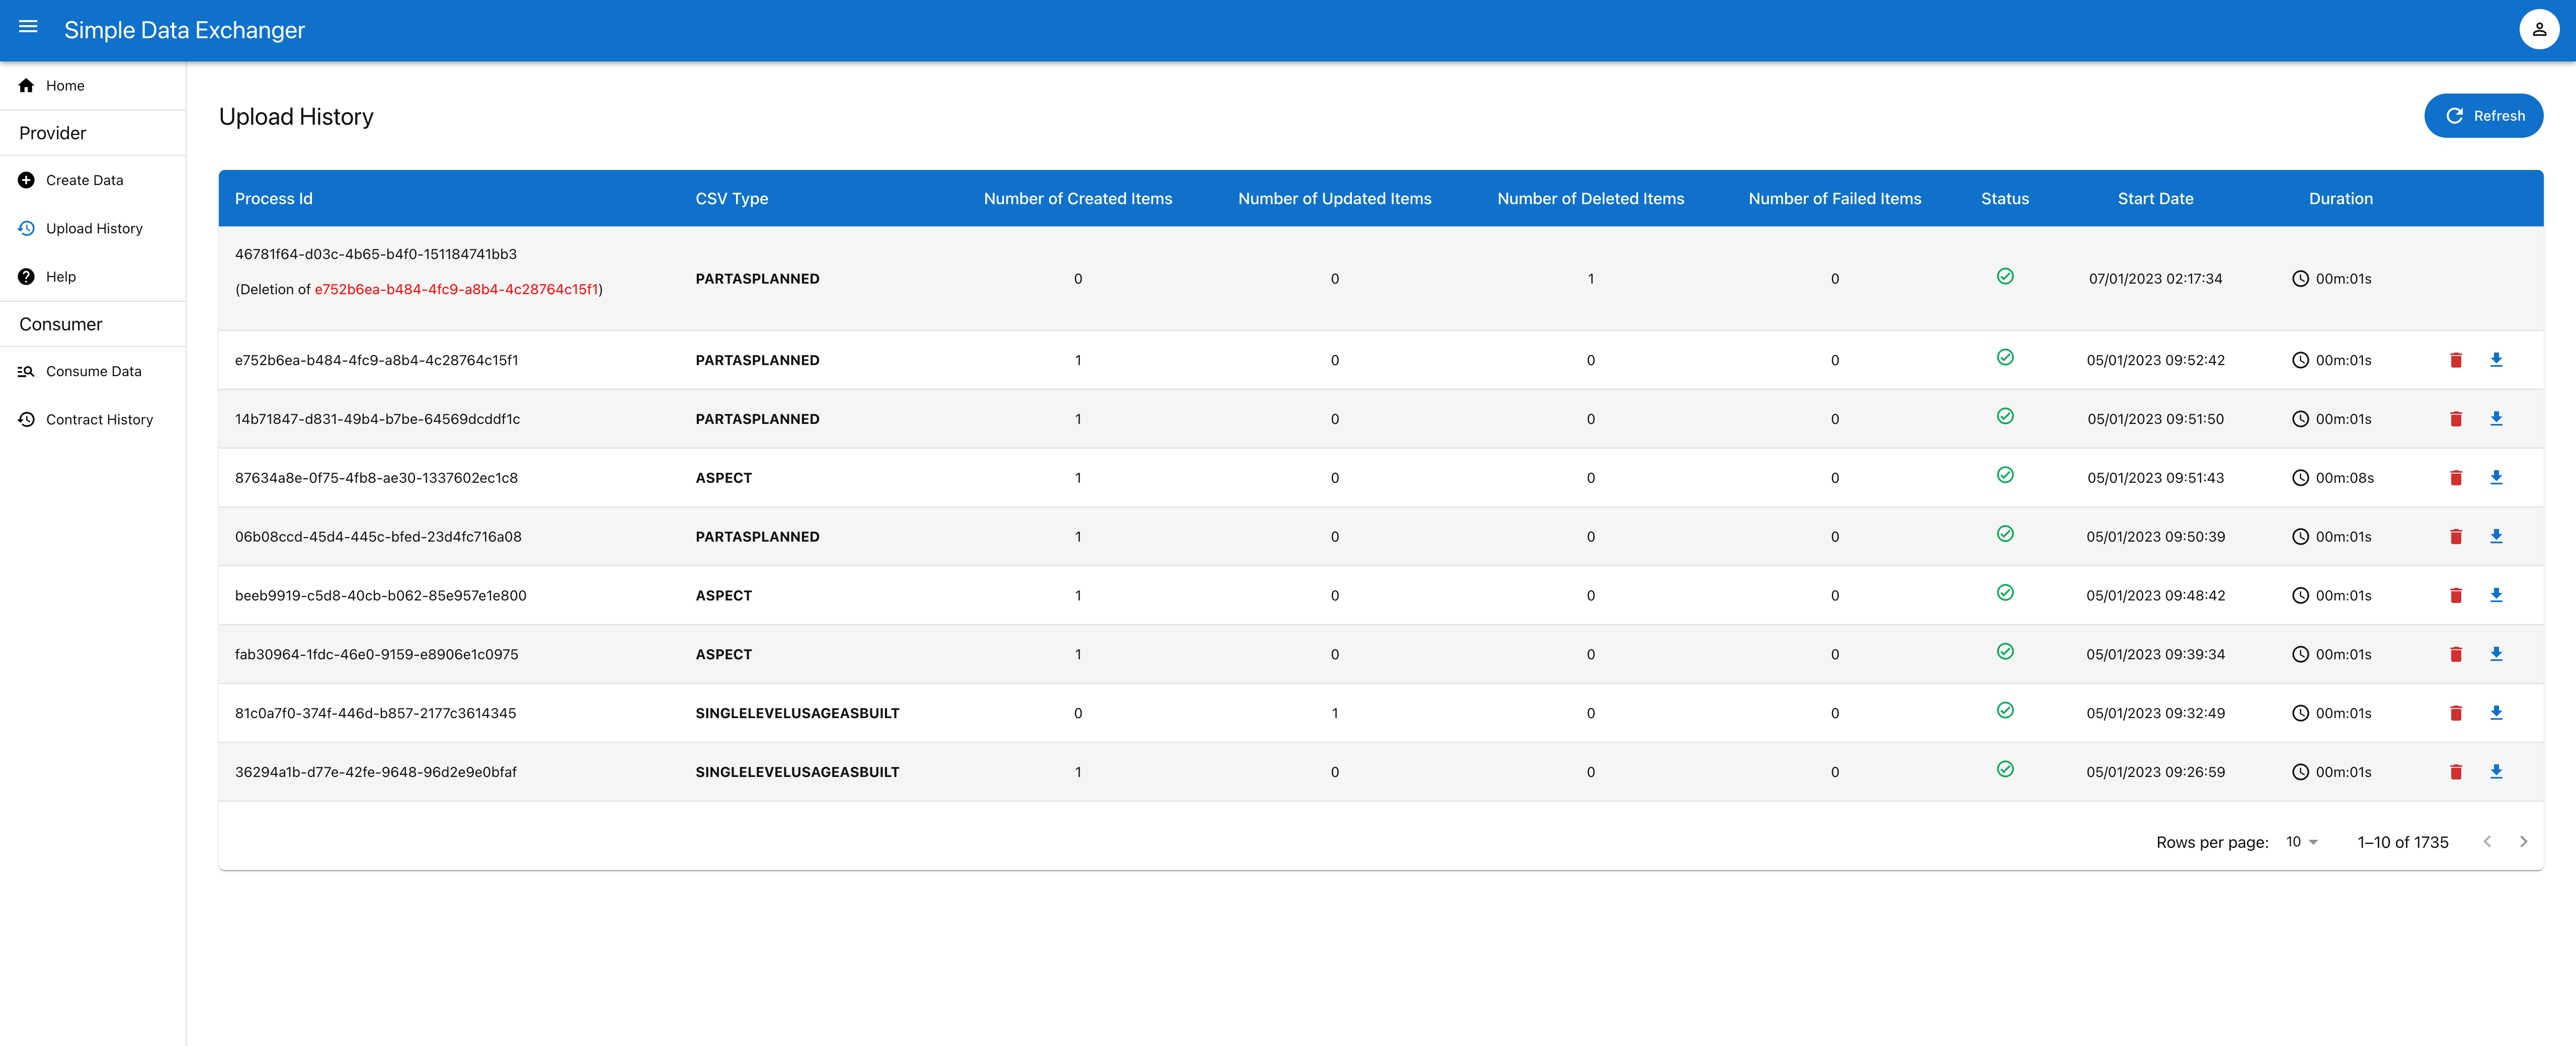 Simple Data Exchanger
Home
Provider
Create Data
Upload History
Help
Consumer
Consume Data
Contract History
Upload History
Refresh
Process Id CSV Type Number of Created Items Number of Updated Items Number of Deleted Items Number of Failed Items Status Start Date Duration
46781f64-d03c-4b65-b4f0-151184741bb3
(Deletion of e752b6ea-b484-4fc9-a8b4-4c28764c15f1) PARTASPLANNED 0 0 1 0 07/01/2023 02:17:34 00m:01s
e752b6ea-b484-4fc9-a8b4-4c28764c15f1 PARTASPLANNED 1 0 0 0 05/01/2023 09:52:42 00m:01s
14b71847-d831-49b4-b7be-64569dcddf1c PARTASPLANNED 1 0 0 0 05/01/2023 09:51:50 00m:01s
87634a8e-0f75-4fb8-ae30-1337602ec1c8 ASPECT 1 0 0 0 05/01/2023 09:51:43 00m:08s
06b08ccd-45d4-445c-bfed-23d4fc716a08 PARTASPLANNED 1 0 0 0 05/01/2023 09:50:39 00m:01s
beeb9919-c5d8-40cb-b062-85e957e1e800 ASPECT 1 0 0 0 05/01/2023 09:48:42 00m:01s
fab30964-1fdc-46e0-9159-e8906e1c0975 ASPECT 1 0 0 0 05/01/2023 09:39:34 00m:01s
81c0a7f0-374f-446d-b857-2177c3614345 SINGLELEVELUSAGEASBUILT 0 1 0 0 05/01/2023 09:32:49 00m:01s
36294a1b-d77e-42fe-9648-96d2e9e0bfaf SINGLELEVELUSAGEASBUILT 1 0 0 0 05/01/2023 09:26:59 00m:01s
Rows per page: 10 1–10 of 1735